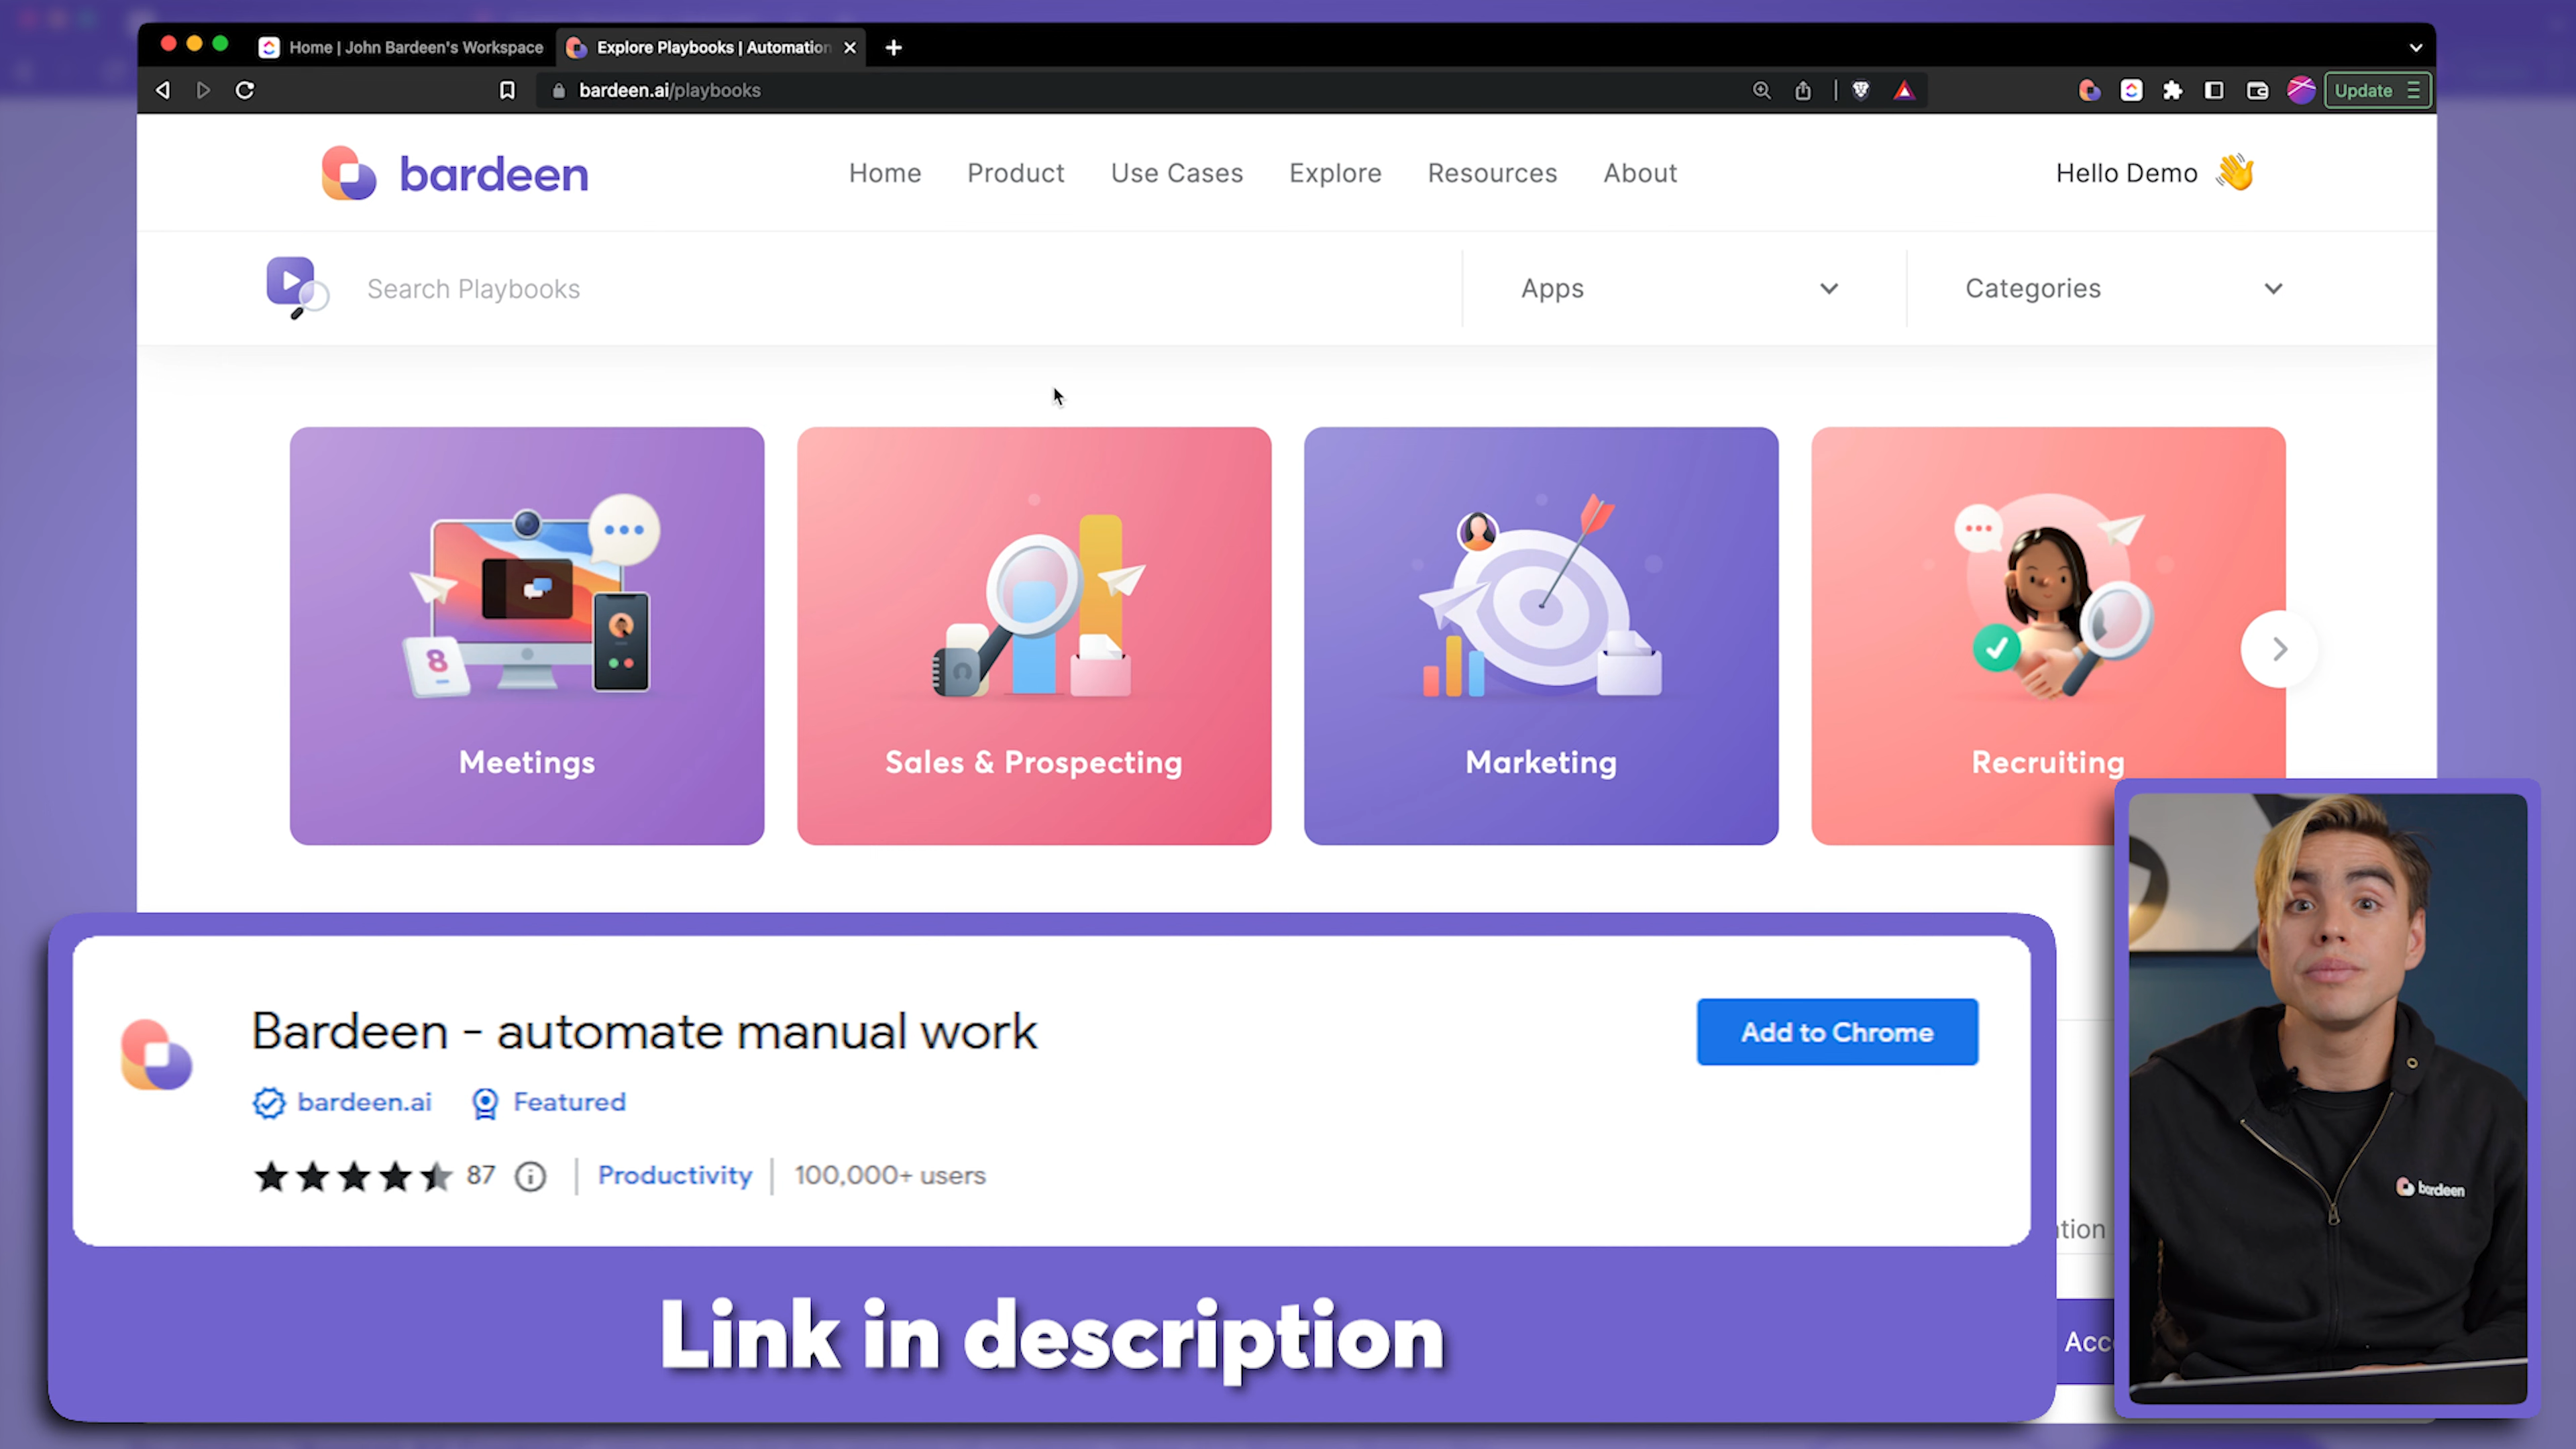 Home | John Bardeen's Workspace
Explore Playbooks | Automation
bardeen.ai/playbooks
Update
bardeen
Home
Product
Use Cases
Explore
Resources
About
Hello Demo
Search Playbooks
Apps
Categories
8
Meetings
Sales & Prospecting
Marketing
Recruiting
Bardeen - automate manual work
Add to Chrome
bardeen.ai
Featured
87
Productivity
100,000+ users
Link in description
bardeen